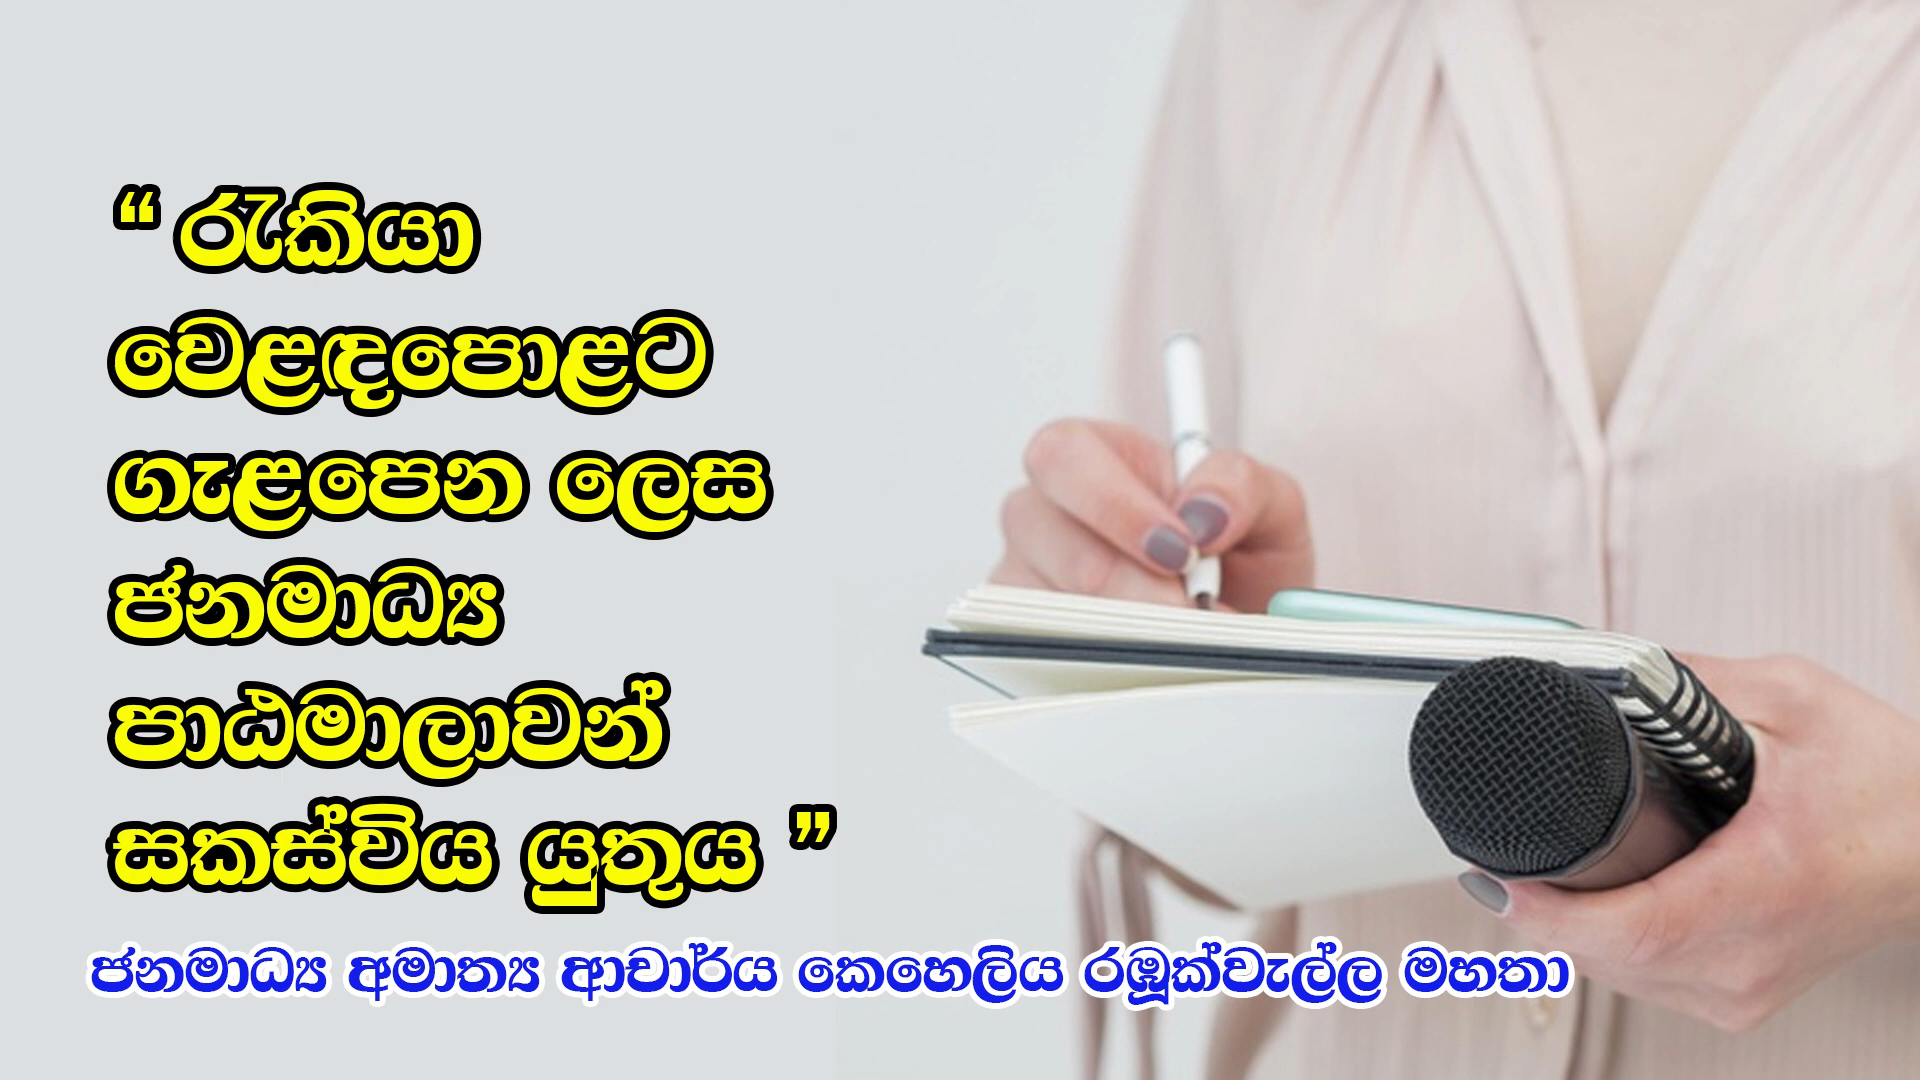 “ රැකියා
වෙළඳපොළට
ගැළපෙන ලෙස
ජනමාධ්‍ය
පාඨමාලාවන්
සකස්විය යුතුය ”
ජනමාධ්‍ය අමාත්‍ය ආචාර්ය කෙහෙලිය රඹුක්වැල්ල මහතා